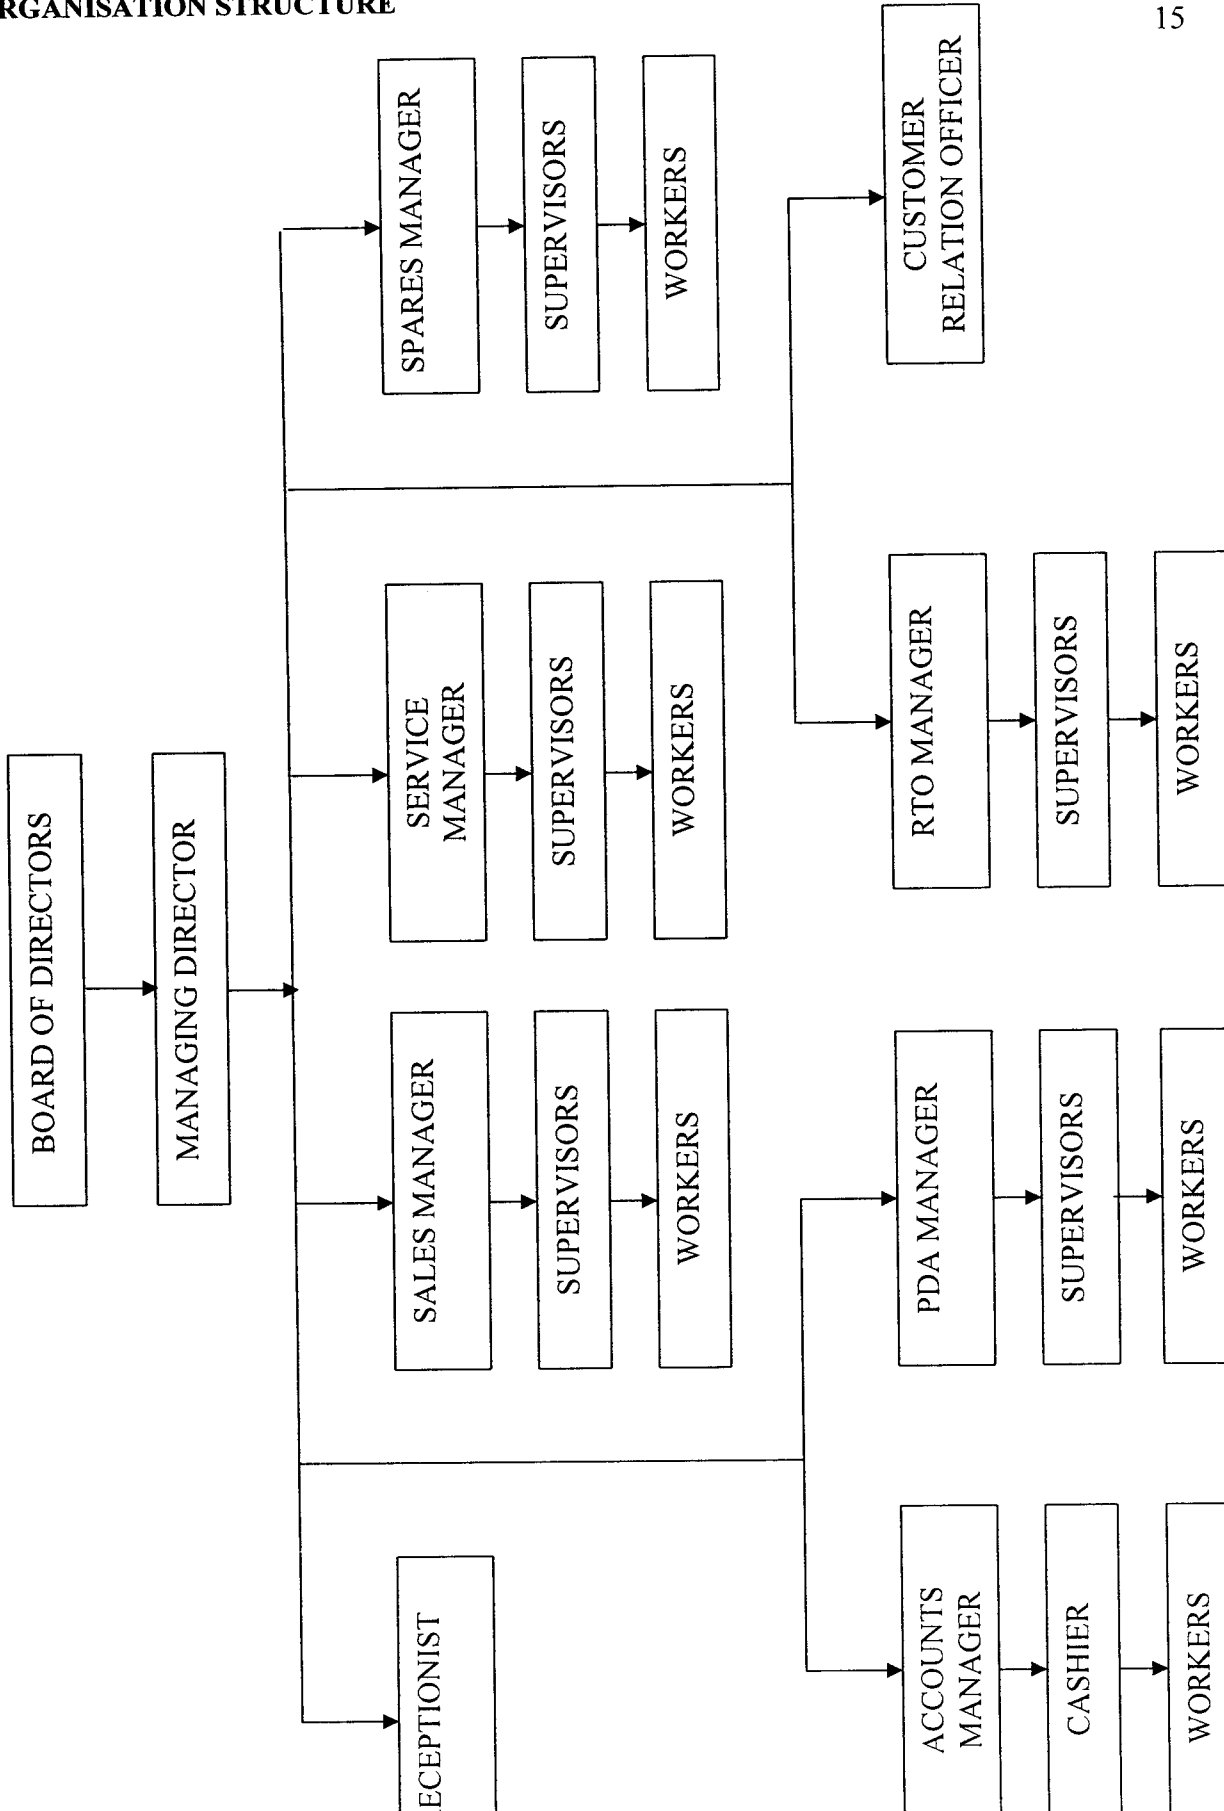 RGANISATION STRUCTURE
15
BOARD OF DIRECTORS
MANAGING DIRECTOR
ECEPTIONIST
SALES MANAGER
SUPERVISORS
WORKERS
SERVICE
MANAGER
SUPERVISORS
WORKERS
SPARES MANAGER
SUPERVISORS
WORKERS
ACCOUNTS
MANAGER
CASHIER
WORKERS
PDA MANAGER
SUPERVISORS
WORKERS
RTO MANAGER
SUPERVISORS
WORKERS
CUSTOMER
RELATION OFFICER